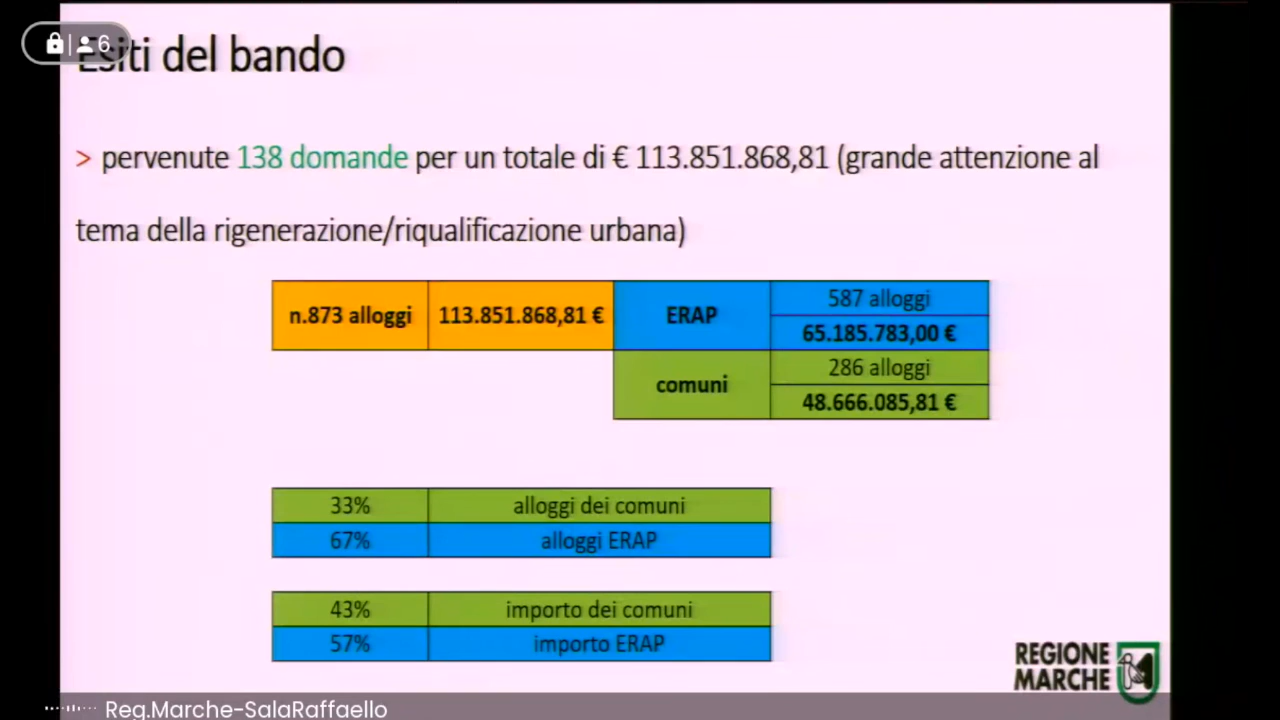 6
Esiti del bando
> pervenute 138 domande per un totale di € 113.851.868,81 (grande attenzione al
tema della rigenerazione/riqualificazione urbana)
n.873 alloggi 113.851.868,81 € ERAP 587 alloggi
65.185.783,00 €
comuni 286 alloggi
48.666.085,81 €
33% alloggi dei comuni
67% alloggi ERAP
43% importo dei comuni
57% importo ERAP
REGIONE
MARCHE
Reg.Marche-SalaRaffaello